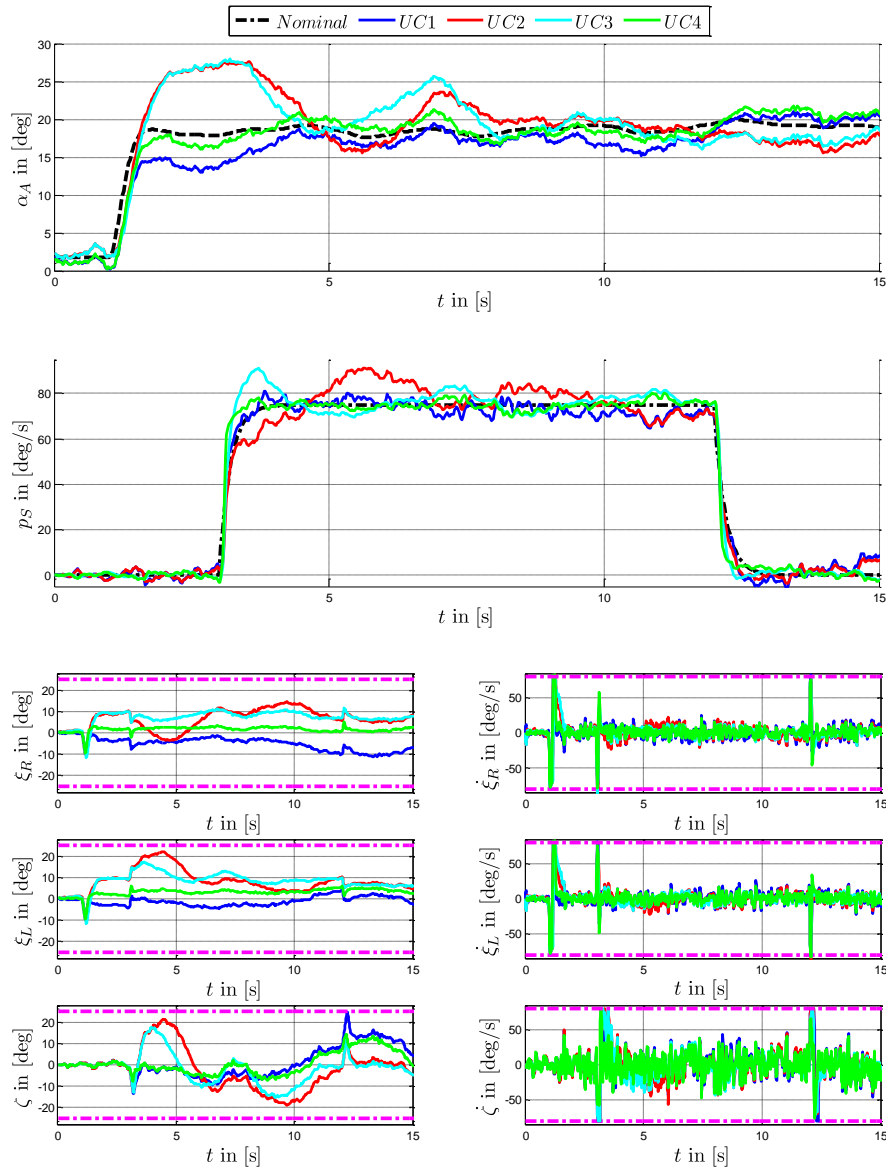 Nominal UC1 UC2 UC3 UC4
30
25
20
15
10
5
0
α_A in [deg]
0 5 10 15
t in [s]
80
60
40
20
0
p_S in [deg/s]
0 5 10 15
t in [s]
20
10
0
-10
-20
ξ_R in [deg]
0 5 10 15
t in [s]
50
0
-50
ξ̇_R in [deg/s]
0 5 10 15
t in [s]
20
10
0
-10
-20
ξ_L in [deg]
0 5 10 15
t in [s]
50
0
-50
ξ̇_L in [deg/s]
0 5 10 15
t in [s]
20
10
0
-10
-20
ζ in [deg]
0 5 10 15
t in [s]
50
0
-50
ζ̇ in [deg/s]
0 5 10 15
t in [s]